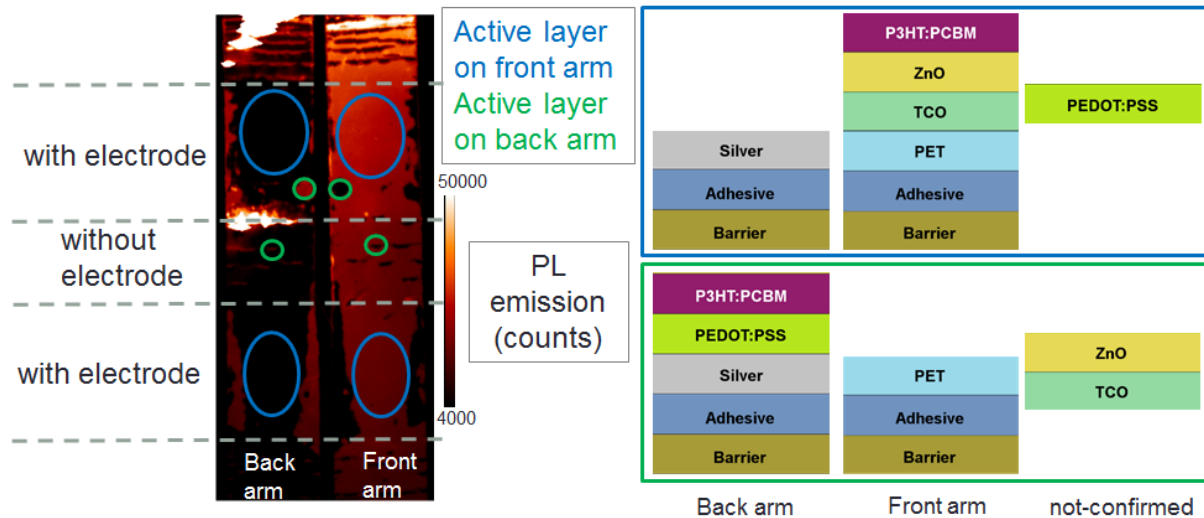 Active layer
on front arm
Active layer
on back arm
with electrode
without
electrode
with electrode
50000
4000
PL
emission
(counts)
Back
arm
Front
arm
P3HT:PCBM
ZnO
TCO
PET
Adhesive
Barrier
Silver
Adhesive
Barrier
PEDOT:PSS
P3HT:PCBM
PEDOT:PSS
Silver
Adhesive
Barrier
PET
Adhesive
Barrier
ZnO
TCO
Back arm
Front arm
not-confirmed